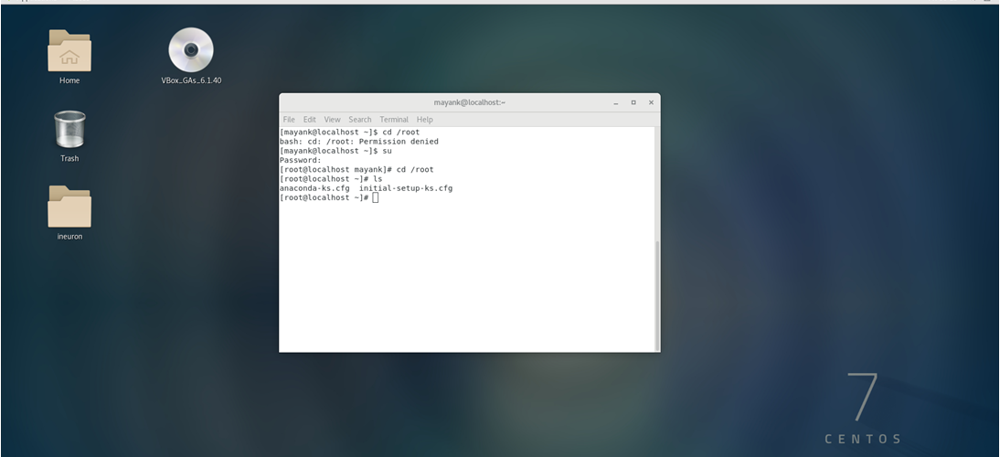 Home
VBox_GAs_6.1.40
Trash
ineuron
mayank@localhost:~
File Edit View Search Terminal Help
[mayank@localhost ~]$ cd /root
bash: cd: /root: Permission denied
[mayank@localhost ~]$ su
Password:
[root@localhost mayank]# cd /root
[root@localhost ~]# ls
anaconda-ks.cfg  initial-setup-ks.cfg
[root@localhost ~]#
7
CENTOS